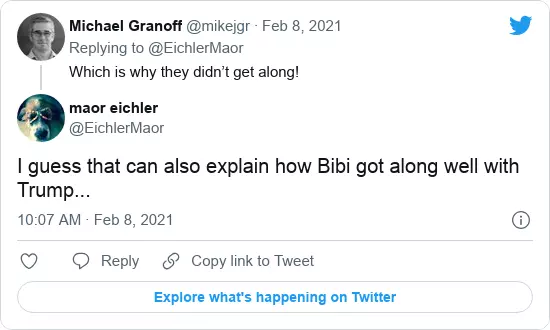 Michael Granoff @mikejgr · Feb 8, 2021
Replying to @EichlerMaor
Which is why they didn’t get along!
maor eichler
@EichlerMaor
I guess that can also explain how Bibi got along well with
Trump...
10:07 AM · Feb 8, 2021
Reply
Copy link to Tweet
Explore what's happening on Twitter